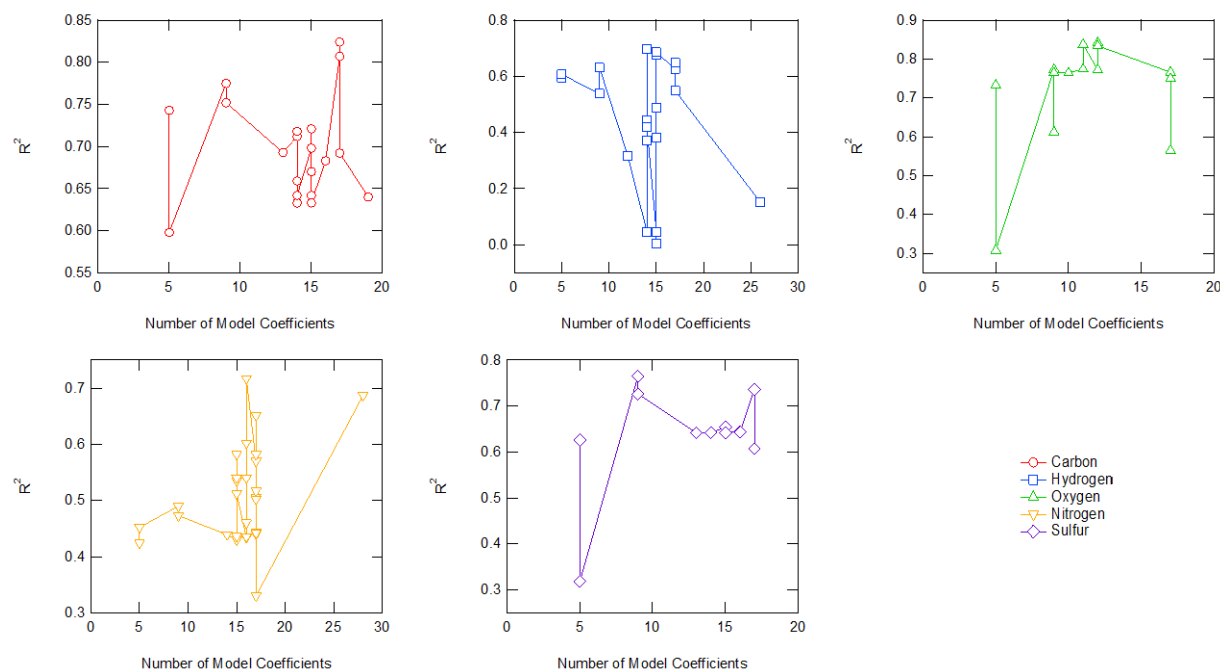 0.85
0.80
0.75
0.70
0.65
0.60
0.55
R²
0 5 10 15 20
Number of Model Coefficients
0.8
0.6
0.4
0.2
0.0
R²
0 5 10 15 20 25 30
Number of Model Coefficients
0.9
0.8
0.7
0.6
0.5
0.4
0.3
R²
0 5 10 15 20
Number of Model Coefficients
0.7
0.6
0.5
0.4
0.3
R²
0 5 10 15 20 25 30
Number of Model Coefficients
0.8
0.7
0.6
0.5
0.4
0.3
R²
0 5 10 15 20
Number of Model Coefficients
Carbon
Hydrogen
Oxygen
Nitrogen
Sulfur